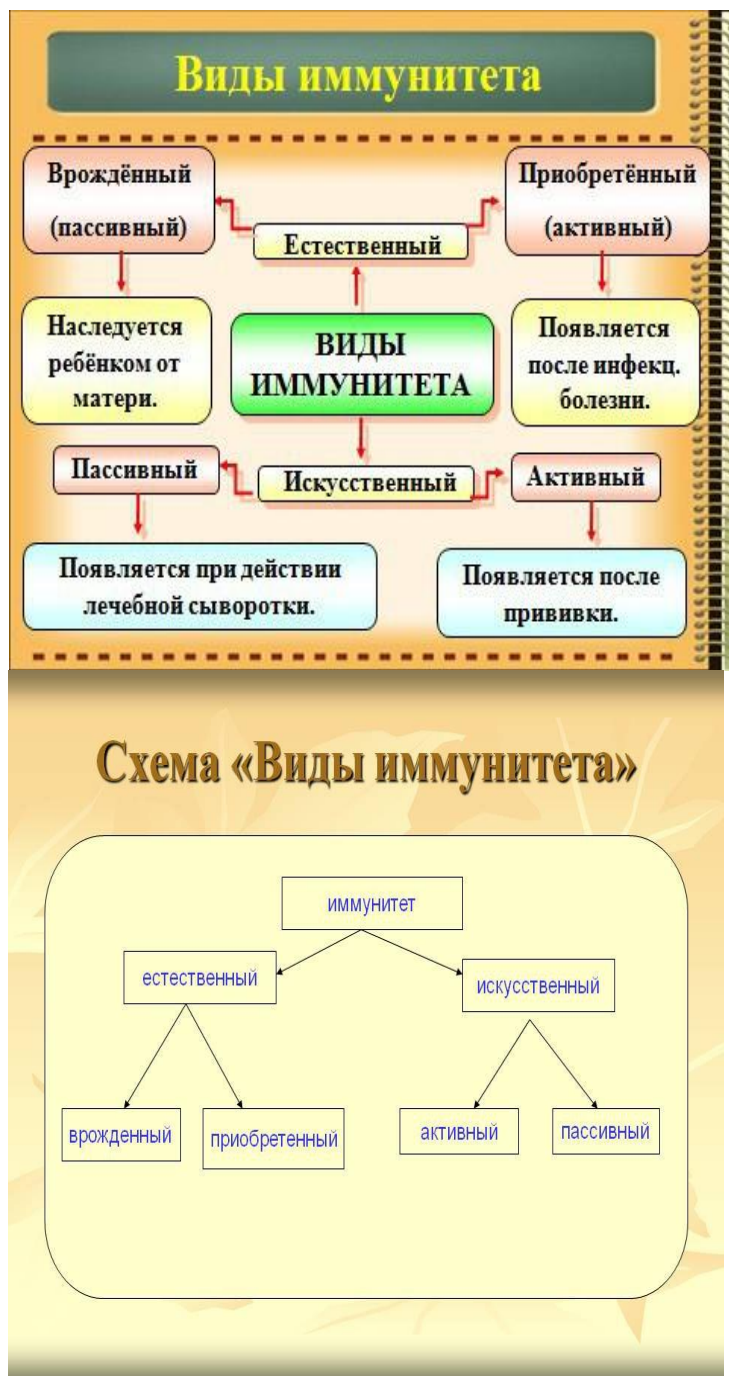 Виды иммунитета
Врождённый
(пассивный)
Приобретённый
(активный)
Естественный
Наследуется
ребёнком от
матери.
ВИДЫ
ИММУНИТЕТА
Появляется
после инфекц.
болезни.
Пассивный
Искусственный
Активный
Появляется при действии
лечебной сыворотки.
Появляется после
прививки.
Схема «Виды иммунитета»
иммунитет
естественный
искусственный
врожденный
приобретенный
активный
пассивный